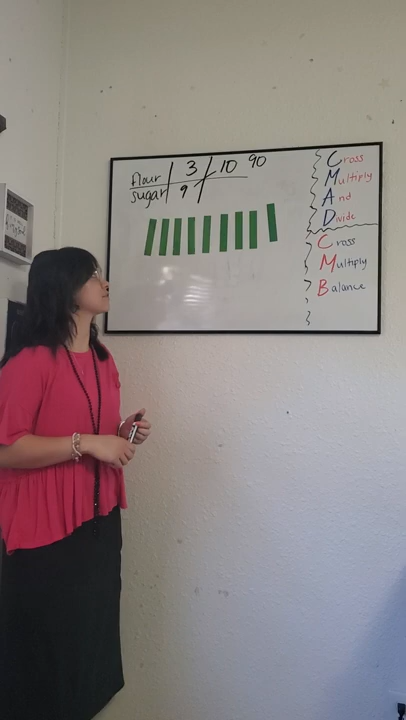 flour 3 10 90
sugar 9
Cross
Multiply
And
Divide
Cross
Multiply
Balance